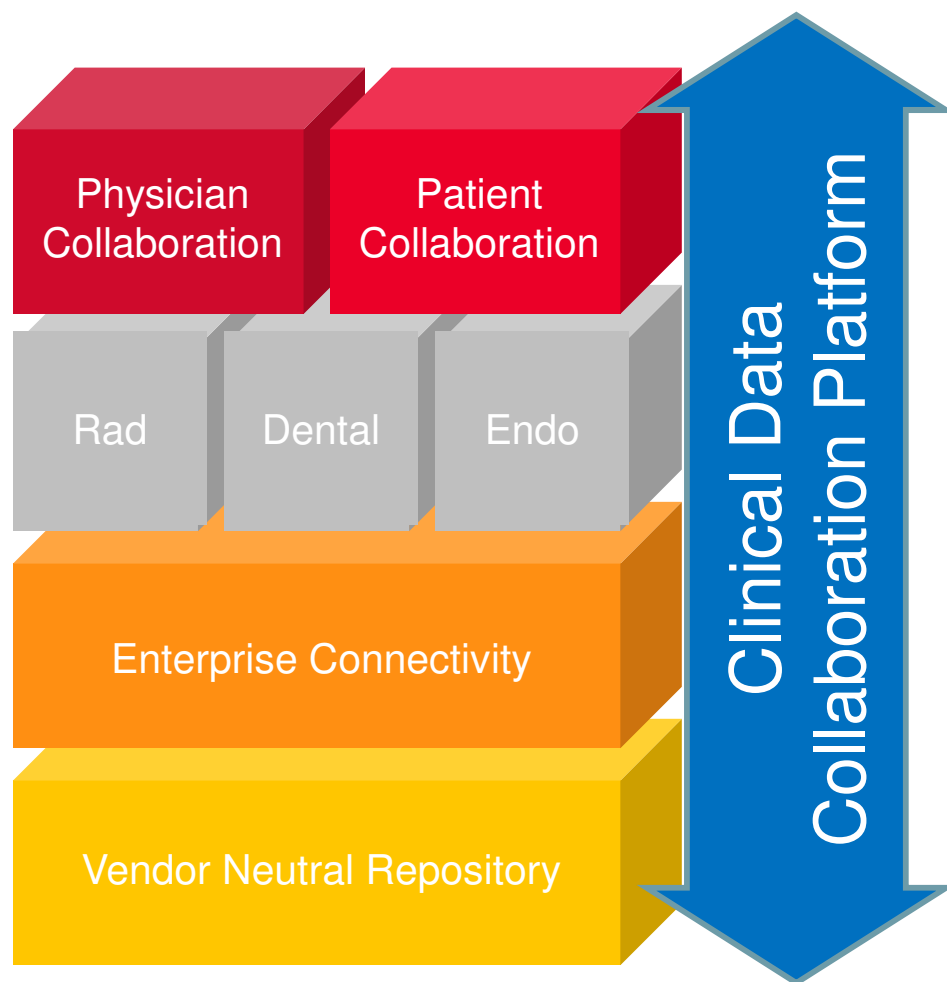 Physician
Collaboration
Patient
Collaboration
Rad
Dental
Endo
Enterprise Connectivity
Vendor Neutral Repository
Clinical Data
Collaboration Platform